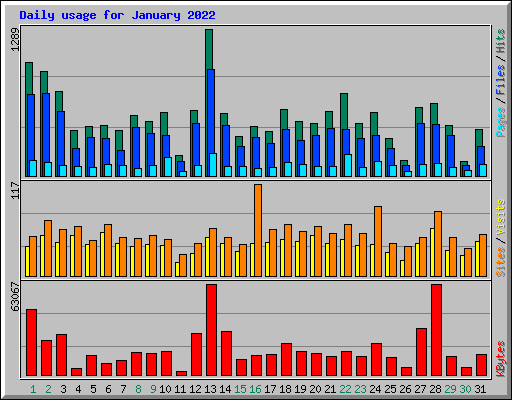 Daily usage for January 2022
1289
117
63067
Pages / Files / Hits
Sites / Visits
KBytes
1 2 3 4 5 6 7 8 9 10 11 12 13 14 15 16 17 18 19 20 21 22 23 24 25 26 27 28 29 30 31